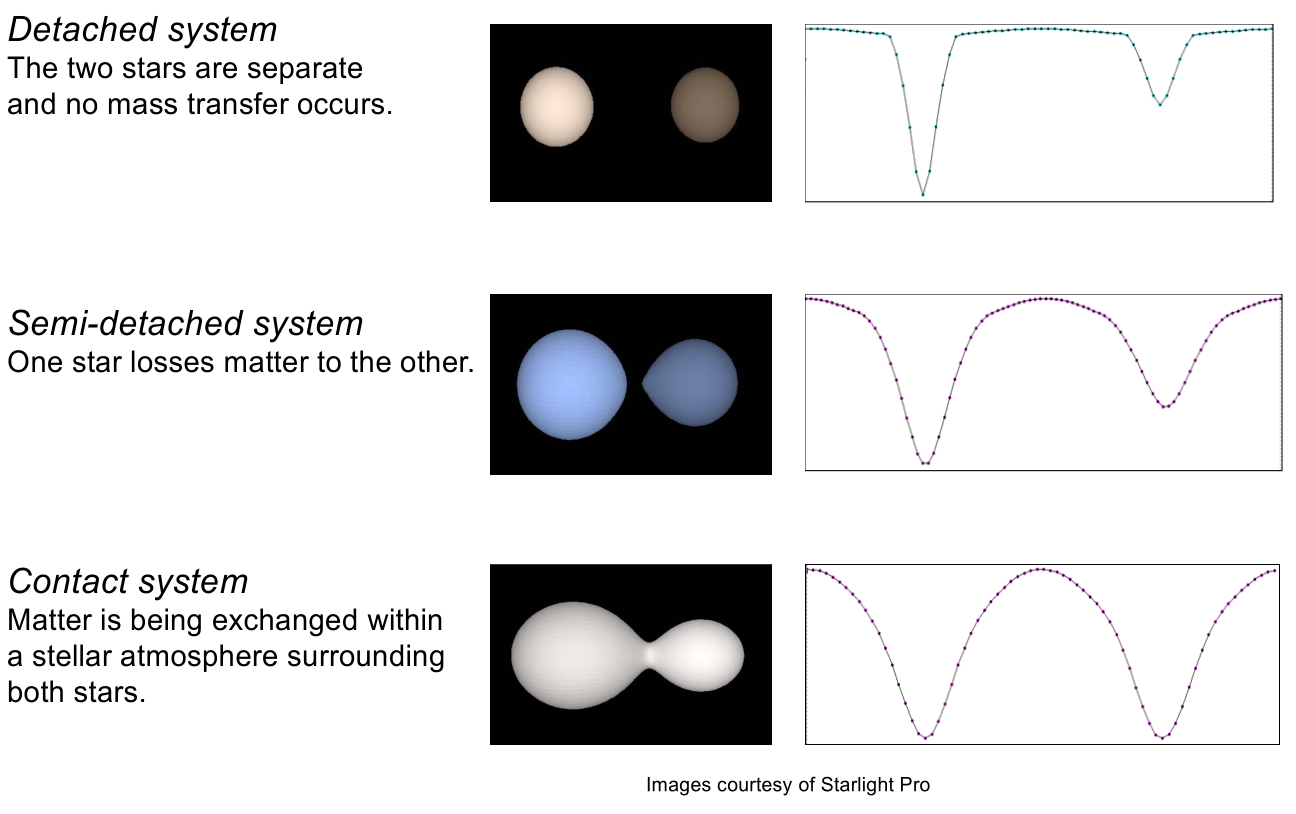 Detached system
The two stars are separate
and no mass transfer occurs.
Semi-detached system
One star losses matter to the other.
Contact system
Matter is being exchanged within
a stellar atmosphere surrounding
both stars.
Images courtesy of Starlight Pro